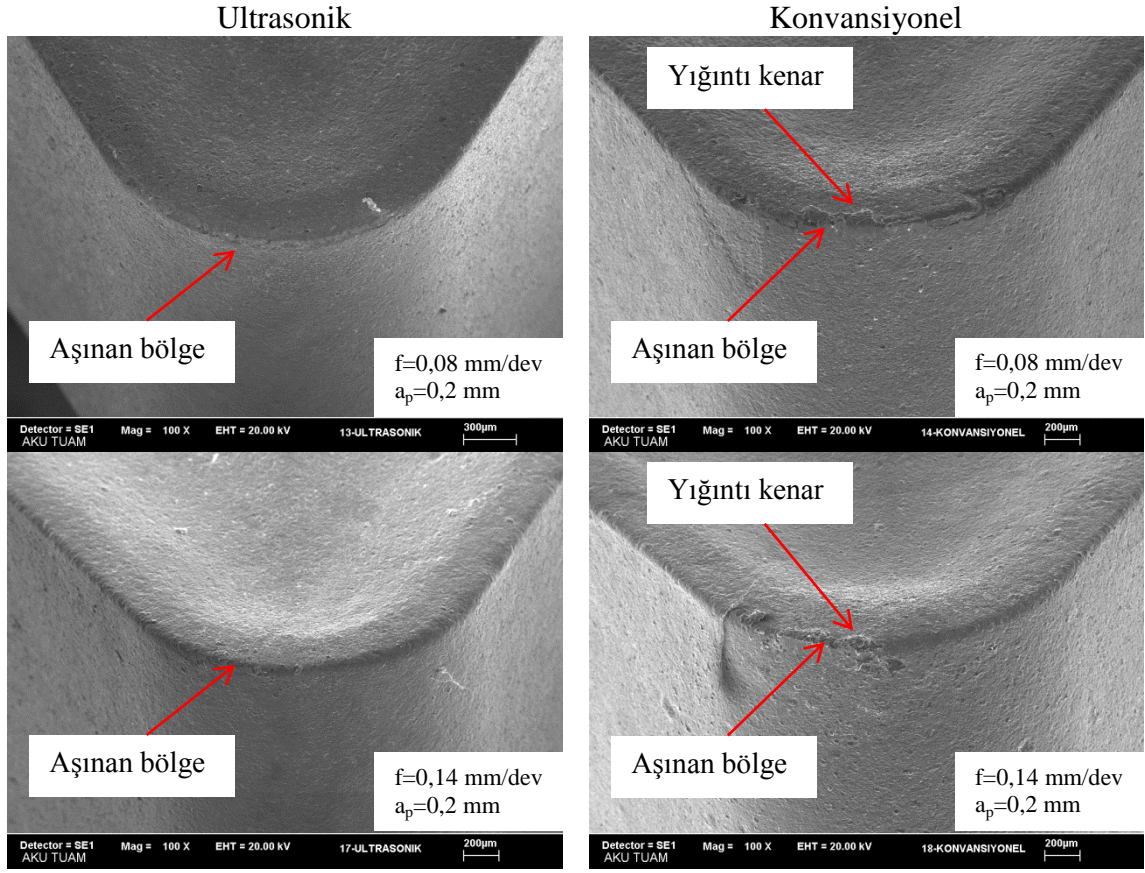 Ultrasonik
Konvansiyonel
Aşınan bölge
f=0,08 mm/dev
aₚ=0,2 mm
Detector = SE1 Mag = 100 X EHT = 20.00 kV 13-ULTRASONIK 300µm
AKU TUAM
Yığıntı kenar
Aşınan bölge
f=0,08 mm/dev
aₚ=0,2 mm
Detector = SE1 Mag = 100 X EHT = 20.00 kV 14-KONVANSIYONEL 200µm
AKU TUAM
Aşınan bölge
f=0,14 mm/dev
aₚ=0,2 mm
Detector = SE1 Mag = 100 X EHT = 20.00 kV 17-ULTRASONIK 200µm
AKU TUAM
Yığıntı kenar
Aşınan bölge
f=0,14 mm/dev
aₚ=0,2 mm
Detector = SE1 Mag = 100 X EHT = 20.00 kV 18-KONVANSIYONEL 200µm
AKU TUAM